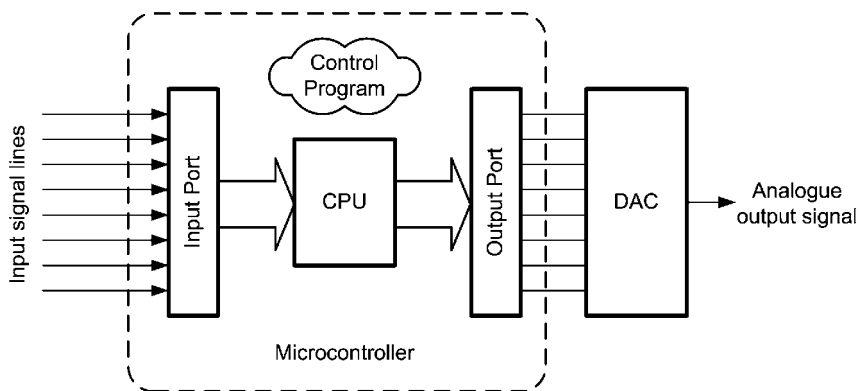 Control
Program
Input signal lines
Input Port
CPU
Output Port
DAC
Analogue
output signal
Microcontroller